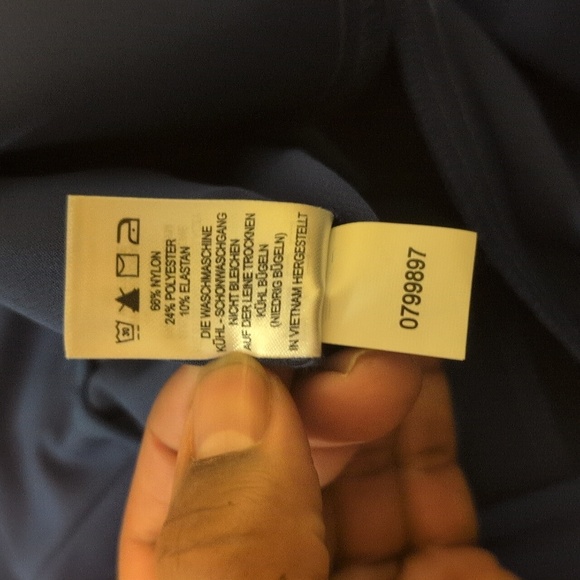 66% NYLON
24% POLYESTER
10% ELASTAN
DIE WASCHMASCHINE
KÜHL - SCHONWASCHGANG
NICHT BLEICHEN
AUF DER LEINE TROCKNEN
KÜHL BÜGELN
(NIEDRIG BÜGELN)
IN VIETNAM HERGESTELLT
0799897